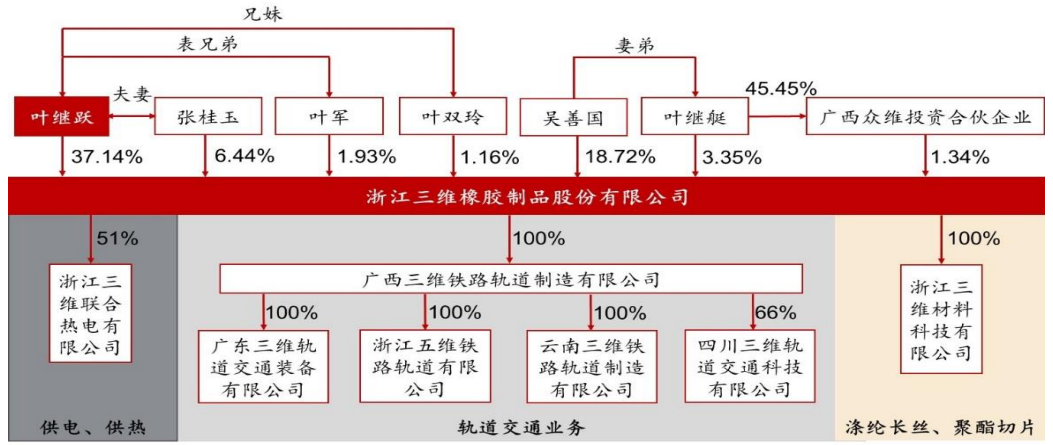 兄妹
表兄弟
妻弟
夫妻
45.45%
叶继跃
张桂玉
叶军
叶双玲
吴善国
叶继艇
广西众维投资合伙企业
37.14%
6.44%
1.93%
1.16%
18.72%
3.35%
1.34%
浙江三维橡胶制品股份有限公司
51%
100%
100%
浙江三
维联合
热电有
限公司
广西三维铁路轨道制造有限公司
浙江三
维材料
科技有
限公司
100%
100%
100%
66%
广东三维轨
道交通装备
有限公司
浙江五维铁
路轨道有限
公司
云南三维铁
路轨道制造
有限公司
四川三维轨
道交通科技
有限公司
供电、供热
轨道交通业务
涤纶长丝、聚酯切片